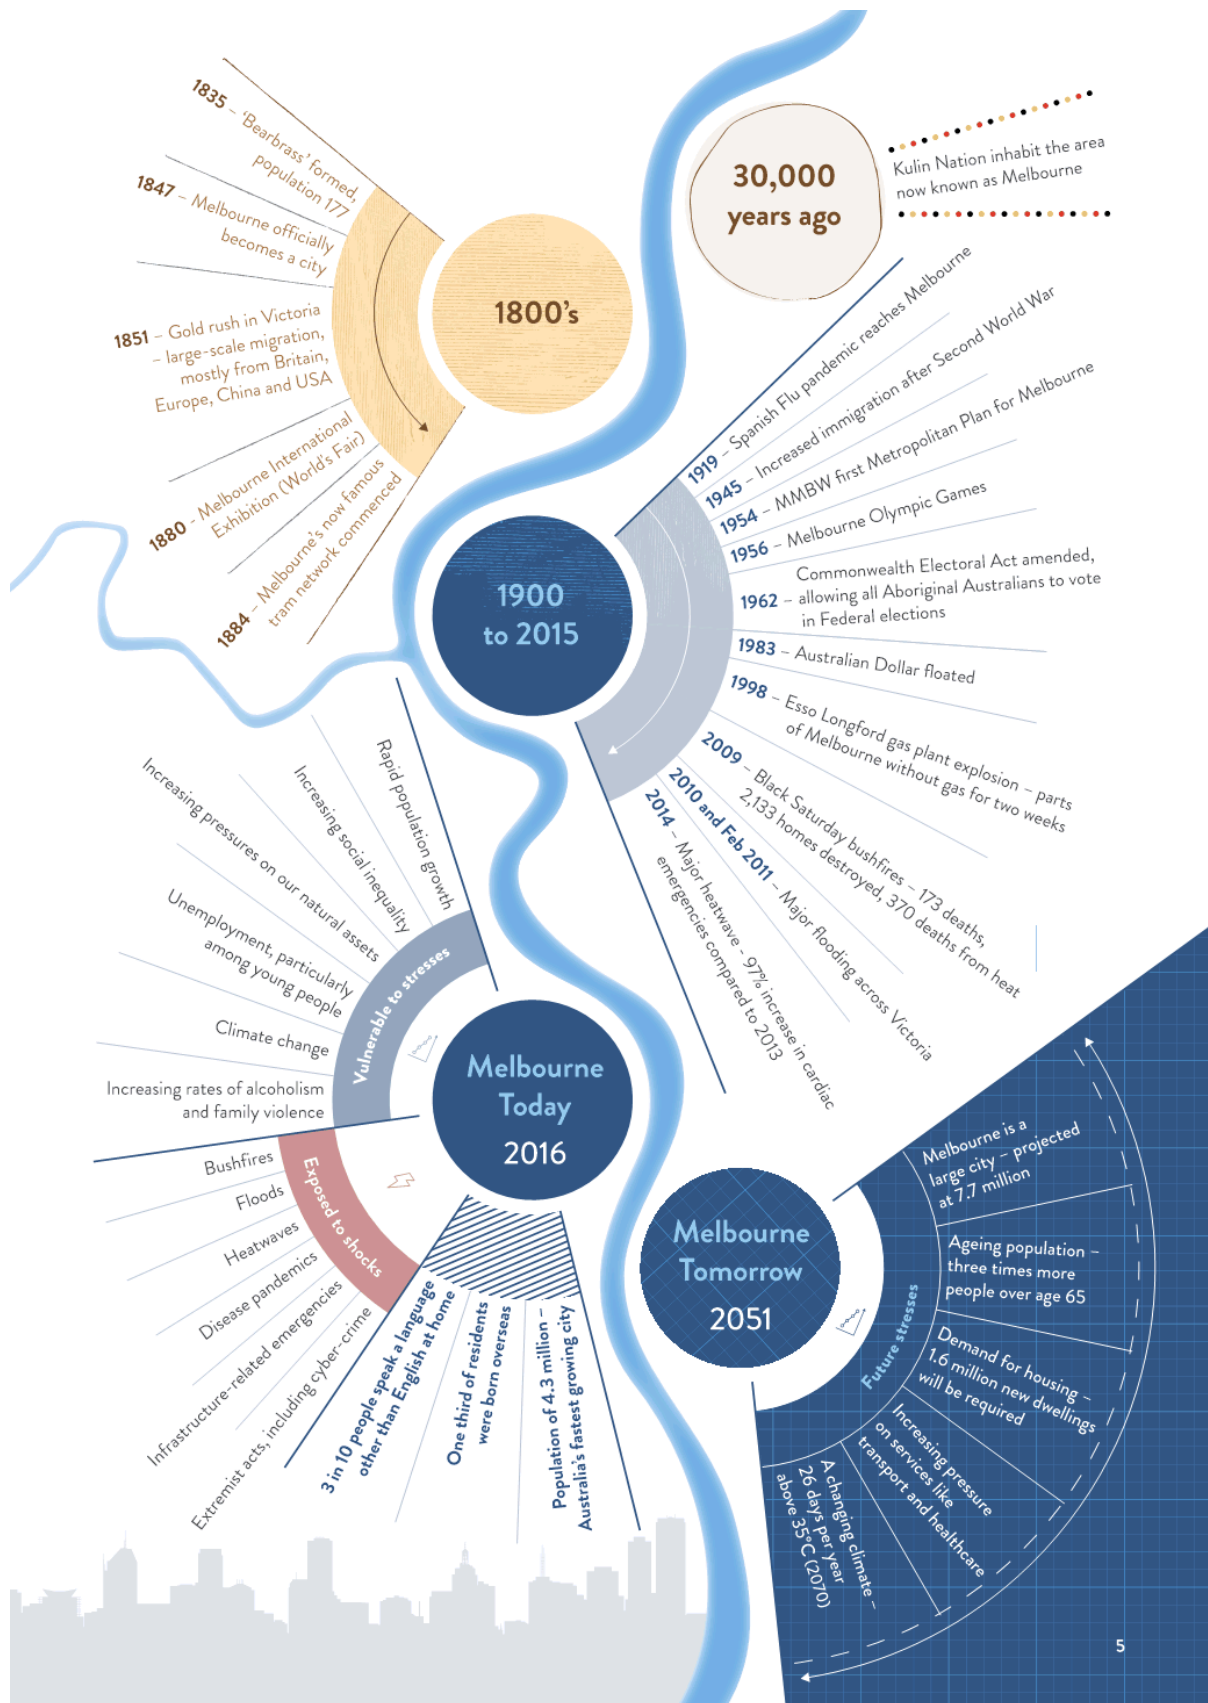 30,000
years ago
Kulin Nation inhabit the area
now known as Melbourne
1800's
1835 – ‘Bearbrass’ formed,
population 177
1847 – Melbourne officially
becomes a city
1851 – Gold rush in Victoria
– large-scale migration,
mostly from Britain,
Europe, China and USA
1880 – Melbourne International
Exhibition (World's Fair)
1884 – Melbourne's now famous
tram network commenced
1900
to 2015
1919 – Spanish Flu pandemic reaches Melbourne
1945 – Increased immigration after Second World War
1954 – MMBW first Metropolitan Plan for Melbourne
1956 – Melbourne Olympic Games
Commonwealth Electoral Act amended,
1962 – allowing all Aboriginal Australians to vote
in Federal elections
1983 – Australian Dollar floated
1998 – Esso Longford gas plant explosion – parts
of Melbourne without gas for two weeks
2009 – Black Saturday bushfires – 173 deaths,
2,133 homes destroyed, 370 deaths from heat
2010 and Feb 2011 – Major flooding across Victoria
2014 – Major heatwave - 97% increase in cardiac
emergencies compared to 2013
Melbourne
Today
2016
Vulnerable to stresses
Rapid population growth
Increasing social inequality
Increasing pressures on our natural assets
Unemployment, particularly
among young people
Climate change
Increasing rates of alcoholism
and family violence
Exposed to shocks
Bushfires
Floods
Heatwaves
Disease pandemics
Infrastructure-related emergencies
Extremist acts, including cyber-crime
3 in 10 people speak a language
other than English at home
One third of residents
were born overseas
Population of 4.3 million –
Australia's fastest growing city
Melbourne
Tomorrow
2051
Future stresses
Melbourne is a
large city – projected
at 7.7 million
Ageing population –
three times more
people over age 65
Demand for housing –
1.6 million new dwellings
will be required
Increasing pressure
on services like
transport and healthcare
A changing climate –
26 days per year
above 35°C (2070)
5